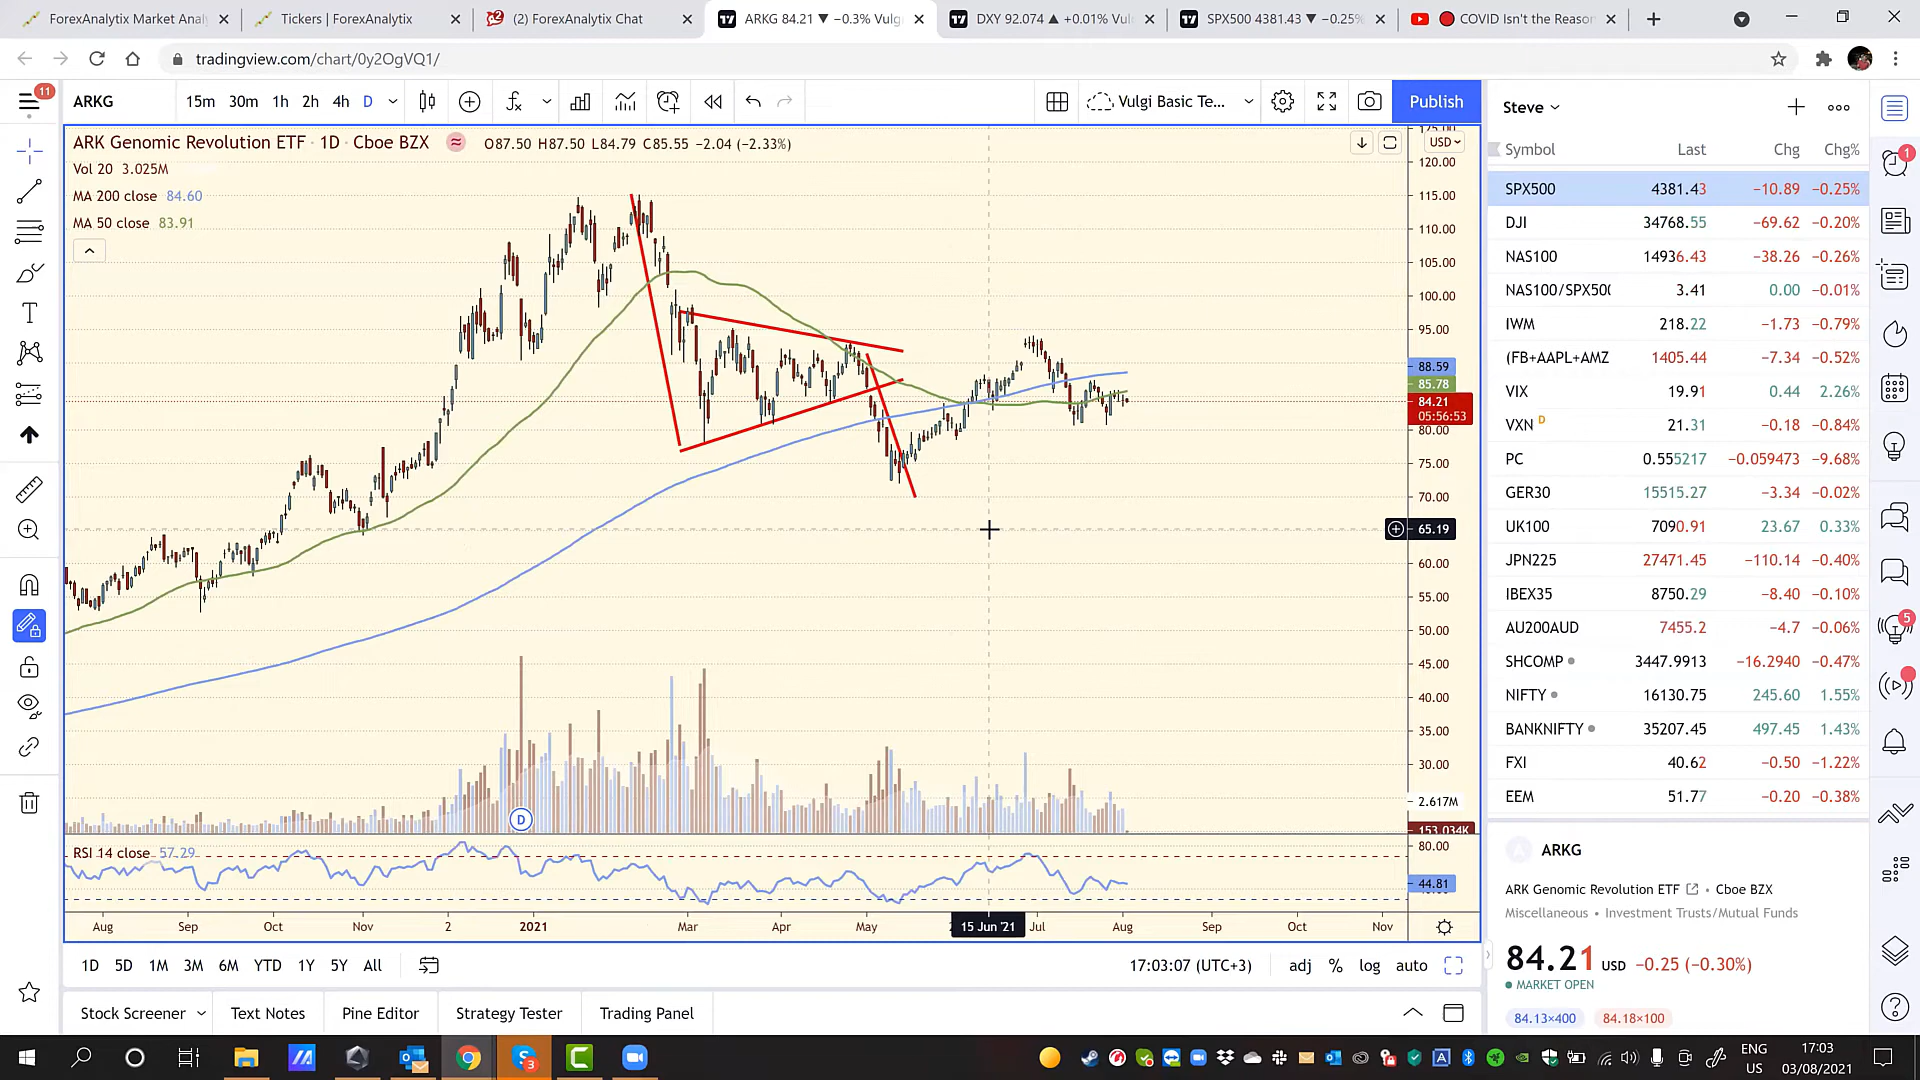 ForexAnalytix Market Anal
Tickers | ForexAnalytix
(2) ForexAnalytix Chat
ARKG 84.21 ▼ −0.3% Vulg
DXY 92.074 ▲ +0.01% Vul
SPX500 4381.43 ▼ −0.25%
COVID Isn't the Reason
tradingview.com/chart/0y2OgVQ1/
11
ARKG
15m 30m 1h 2h 4h D
Vulgi Basic Te...
Publish
ARK Genomic Revolution ETF · 1D · Cboe BZX
O87.50 H87.50 L84.79 C85.55 −2.04 (−2.33%)
Vol 20 3.025M
MA 200 close 84.60
MA 50 close 83.91
USD
125.00
120.00
115.00
110.00
105.00
100.00
95.00
88.59
85.78
84.21
05:56:53
80.00
75.00
70.00
65.19
60.00
55.00
50.00
45.00
40.00
35.00
30.00
2.617M
153.034K
D
RSI 14 close 57.29
80.00
44.81
Aug Sep Oct Nov 2 2021 Mar Apr May 15 Jun '21 Jul Aug Sep Oct Nov
1D 5D 1M 3M 6M YTD 1Y 5Y All
17:03:07 (UTC+3) adj % log auto
Stock Screener Text Notes Pine Editor Strategy Tester Trading Panel
Steve
Symbol Last Chg Chg%
SPX500 4381.43 −10.89 −0.25%
DJI 34768.55 −69.62 −0.20%
NAS100 14936.43 −38.26 −0.26%
NAS100/SPX500 3.41 0.00 −0.01%
IWM 218.22 −1.73 −0.79%
(FB+AAPL+AMZ 1405.44 −7.34 −0.52%
VIX 19.91 0.44 2.26%
VXN D 21.31 −0.18 −0.84%
PC 0.555217 −0.059473 −9.68%
GER30 15515.27 −3.34 −0.02%
UK100 7090.91 23.67 0.33%
JPN225 27471.45 −110.14 −0.40%
IBEX35 8750.29 −8.40 −0.10%
AU200AUD 7455.2 −4.7 −0.06%
SHCOMP 3447.9913 −16.2940 −0.47%
NIFTY 16130.75 245.60 1.55%
BANKNIFTY 35207.45 497.45 1.43%
FXI 40.62 −0.50 −1.22%
EEM 51.77 −0.20 −0.38%
ARKG
ARK Genomic Revolution ETF • Cboe BZX
Miscellaneous • Investment Trusts/Mutual Funds
84.21 USD −0.25 (−0.30%)
MARKET OPEN
84.13×400 84.18×100
1
5
3
ENG
US
17:03
03/08/2021